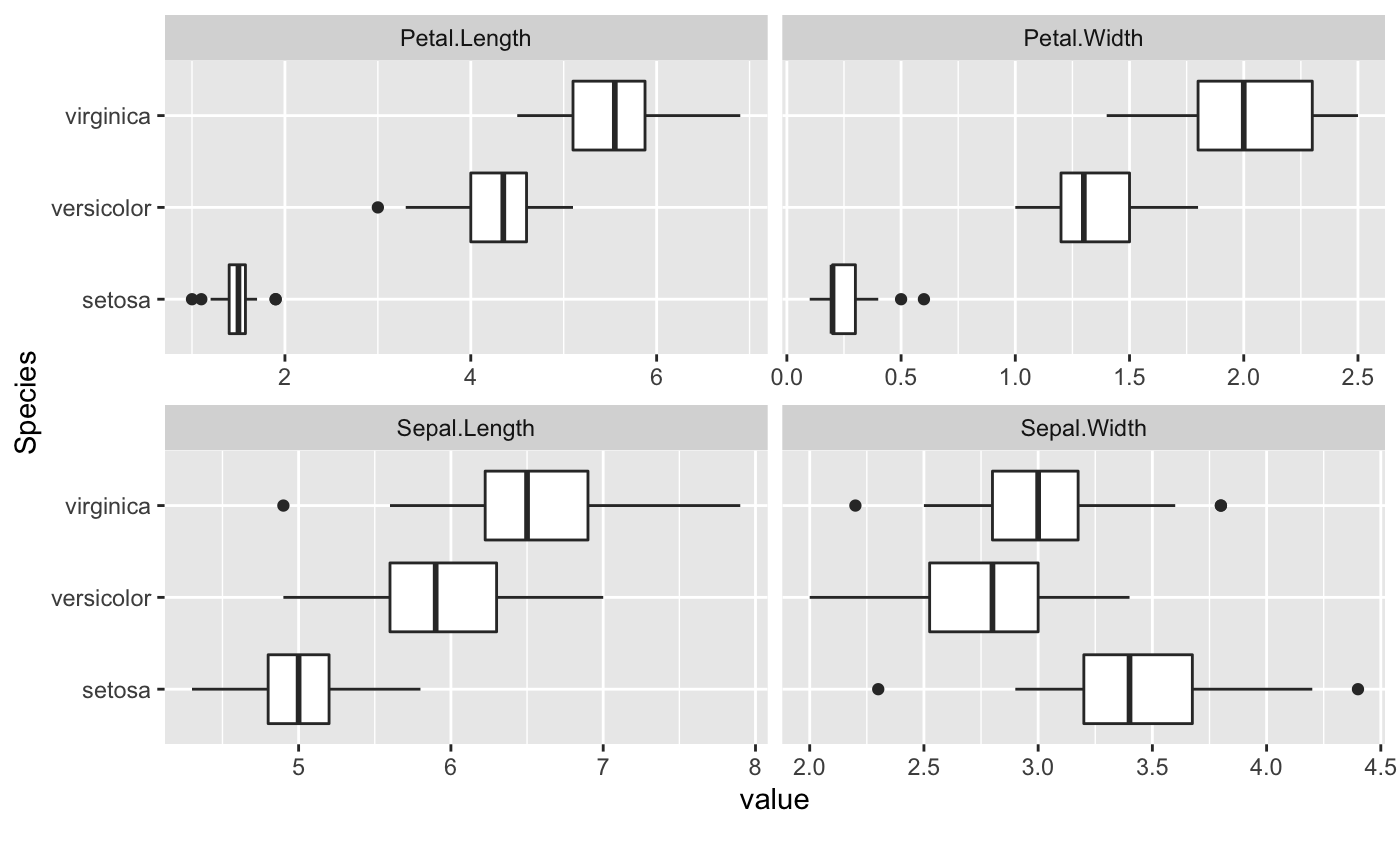 Petal.Length
Petal.Width
virginica
versicolor
setosa
2 4 6
0.0 0.5 1.0 1.5 2.0 2.5
Species
Sepal.Length
Sepal.Width
virginica
versicolor
setosa
5 6 7 8
2.0 2.5 3.0 3.5 4.0 4.5
value